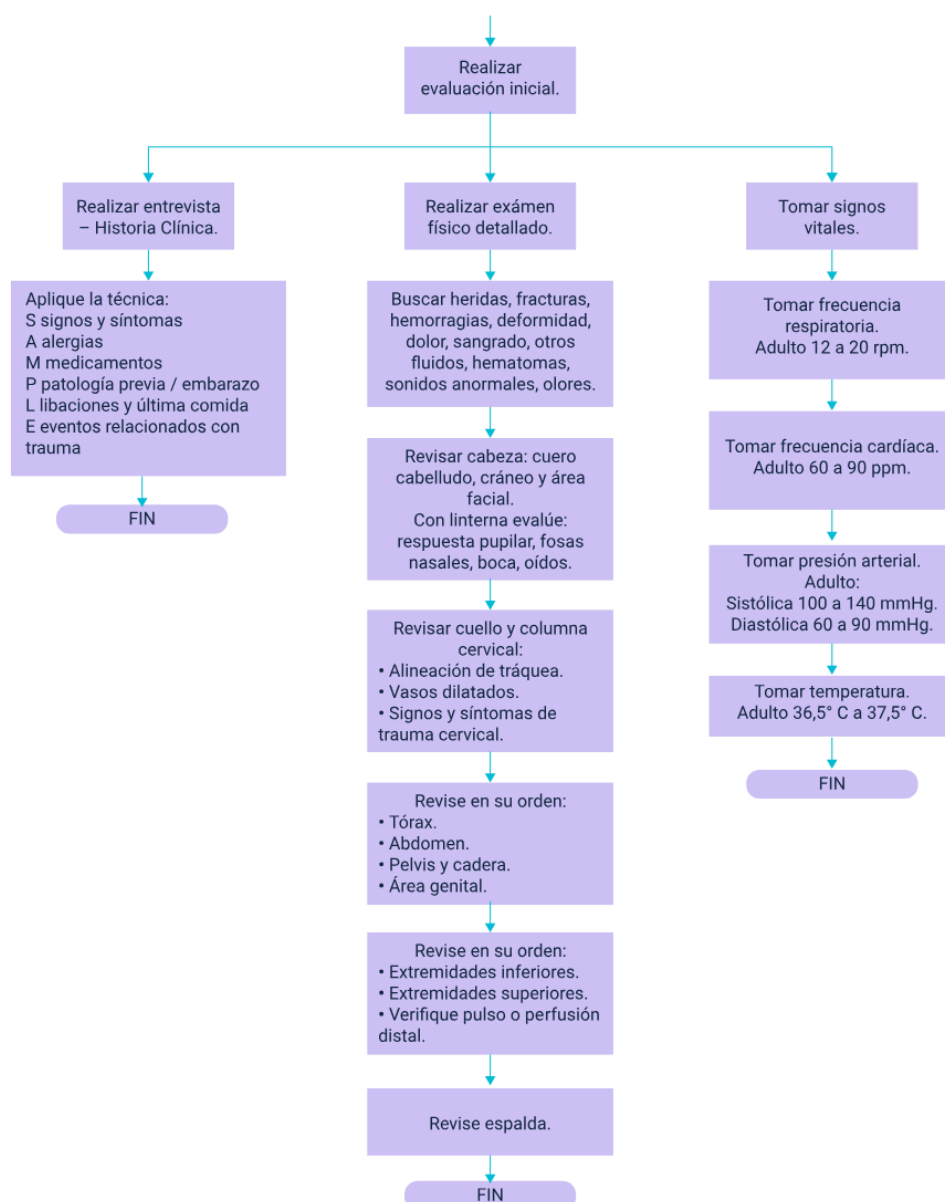 Realizar
evaluación inicial.
Realizar entrevista
– Historia Clínica.
Aplique la técnica:
S signos y síntomas
A alergias
M medicamentos
P patología previa / embarazo
L libaciones y última comida
E eventos relacionados con
trauma
FIN
Realizar exámen
físico detallado.
Buscar heridas, fracturas,
hemorragias, deformidad,
dolor, sangrado, otros
fluidos, hematomas,
sonidos anormales, olores.
Revisar cabeza: cuero
cabelludo, cráneo y área
facial.
Con linterna evalúe:
respuesta pupilar, fosas
nasales, boca, oídos.
Revisar cuello y columna
cervical:
• Alineación de tráquea.
• Vasos dilatados.
• Signos y síntomas de
trauma cervical.
Revise en su orden:
• Tórax.
• Abdomen.
• Pelvis y cadera.
• Área genital.
Revise en su orden:
• Extremidades inferiores.
• Extremidades superiores.
• Verifique pulso o perfusión
distal.
Revise espalda.
FIN
Tomar signos
vitales.
Tomar frecuencia
respiratoria.
Adulto 12 a 20 rpm.
Tomar frecuencia cardíaca.
Adulto 60 a 90 ppm.
Tomar presión arterial.
Adulto:
Sistólica 100 a 140 mmHg.
Diastólica 60 a 90 mmHg.
Tomar temperatura.
Adulto 36,5° C a 37,5° C.
FIN